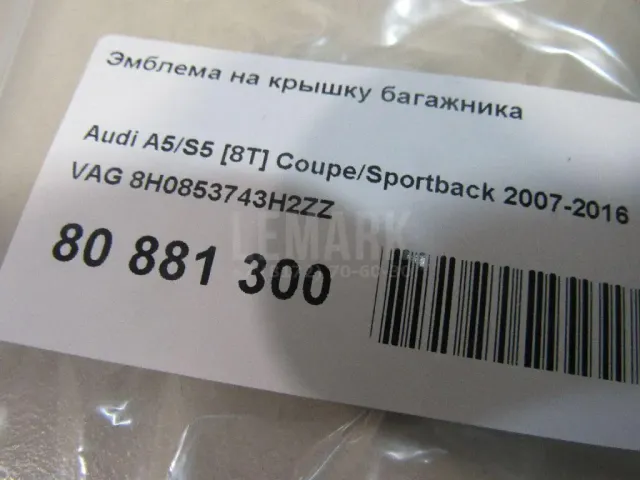 Эмблема на крышку багажника
Audi A5/S5 [8T] Coupe/Sportback 2007-2016
VAG 8H0853743H2ZZ
LEMARK
80 881 300